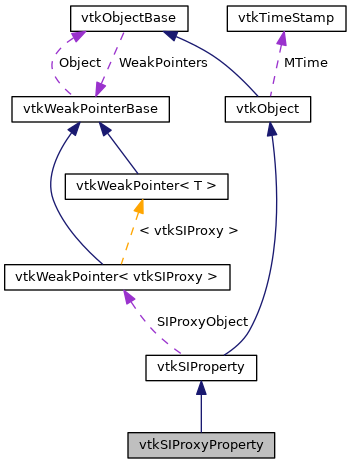 vtkObjectBase
vtkTimeStamp
Object
WeakPointers
MTime
vtkWeakPointerBase
vtkObject
vtkWeakPointer< T >
< vtkSIProxy >
vtkWeakPointer< vtkSIProxy >
SIProxyObject
vtkSIProperty
vtkSIProxyProperty